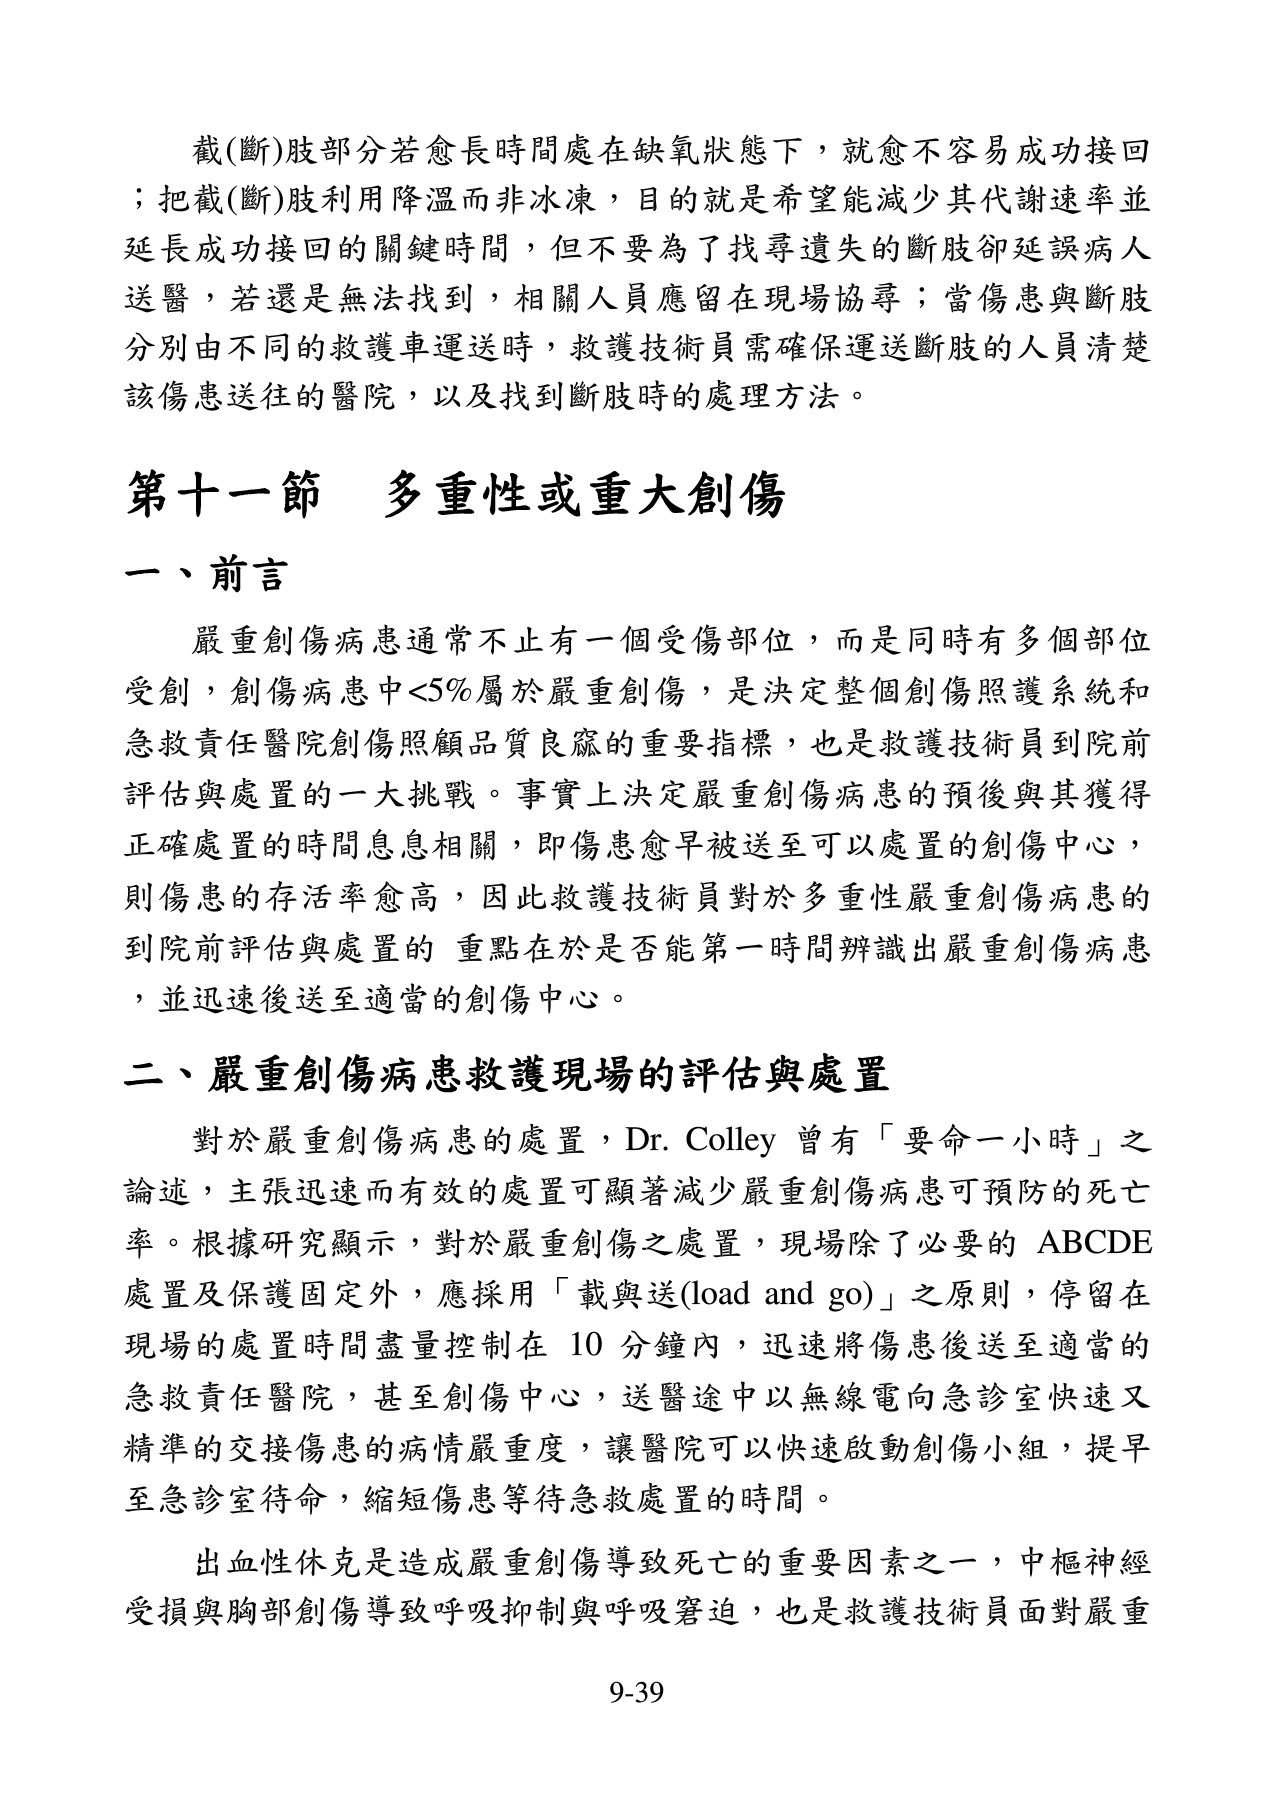 截(斷)肢部分若愈長時間處在缺氧狀態下，就愈不容易成功接回
；把截(斷)肢利用降溫而非冰凍，目的就是希望能減少其代謝速率並
延長成功接回的關鍵時間，但不要為了找尋遺失的斷肢卻延誤病人
送醫，若還是無法找到，相關人員應留在現場協尋；當傷患與斷肢
分別由不同的救護車運送時，救護技術員需確保運送斷肢的人員清楚
該傷患送往的醫院，以及找到斷肢時的處理方法。
第十一節　多重性或重大創傷
一、前言
嚴重創傷病患通常不止有一個受傷部位，而是同時有多個部位
受創，創傷病患中<5%屬於嚴重創傷，是決定整個創傷照護系統和
急救責任醫院創傷照顧品質良窳的重要指標，也是救護技術員到院前
評估與處置的一大挑戰。事實上決定嚴重創傷病患的預後與其獲得
正確處置的時間息息相關，即傷患愈早被送至可以處置的創傷中心，
則傷患的存活率愈高，因此救護技術員對於多重性嚴重創傷病患的
到院前評估與處置的 重點在於是否能第一時間辨識出嚴重創傷病患
，並迅速後送至適當的創傷中心。
二、嚴重創傷病患救護現場的評估與處置
對於嚴重創傷病患的處置，Dr. Colley 曾有「要命一小時」之
論述，主張迅速而有效的處置可顯著減少嚴重創傷病患可預防的死亡
率。根據研究顯示，對於嚴重創傷之處置，現場除了必要的 ABCDE
處置及保護固定外，應採用「載與送(load and go)」之原則，停留在
現場的處置時間盡量控制在 10 分鐘內，迅速將傷患後送至適當的
急救責任醫院，甚至創傷中心，送醫途中以無線電向急診室快速又
精準的交接傷患的病情嚴重度，讓醫院可以快速啟動創傷小組，提早
至急診室待命，縮短傷患等待急救處置的時間。
出血性休克是造成嚴重創傷導致死亡的重要因素之一，中樞神經
受損與胸部創傷導致呼吸抑制與呼吸窘迫，也是救護技術員面對嚴重
9-39